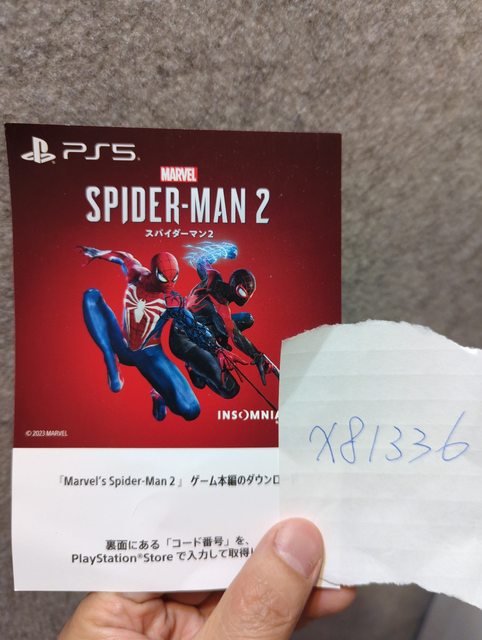 PS5
MARVEL
SPIDER-MAN 2
スパイダーマン2
INSOMNIA
© 2023 MARVEL
x81336
『Marvel's Spider-Man 2 』 ゲーム本編のダウンロ
裏面にある「コード番号」を、
PlayStation®Store で入力して取得し